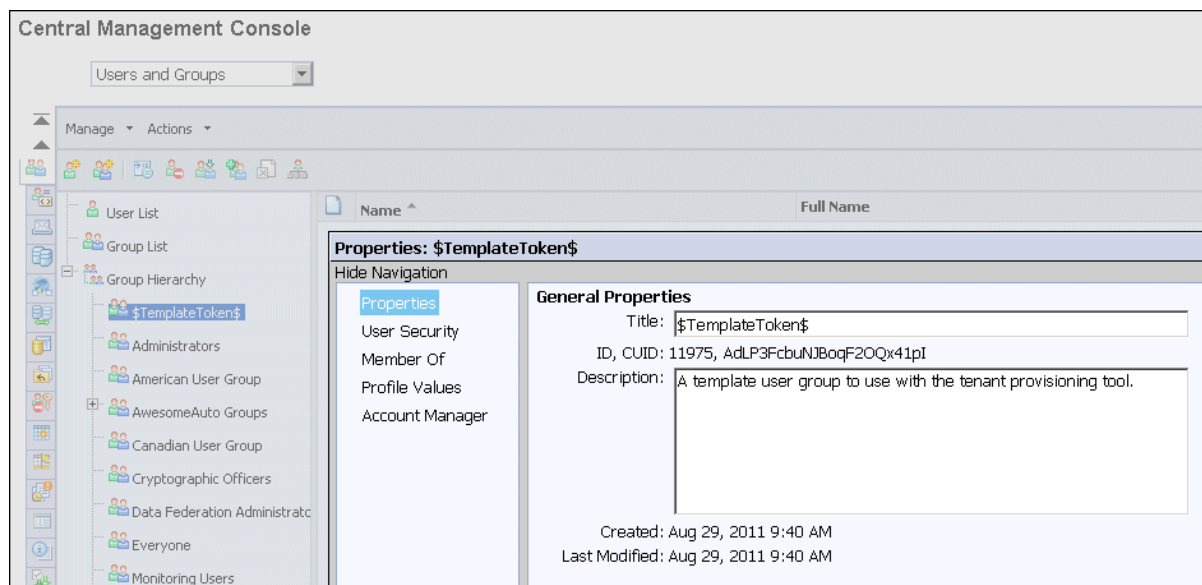 Central Management Console
Users and Groups
Manage Actions
Name Full Name
User List
Group List
Group Hierarchy
$TemplateToken$
Administrators
American User Group
AwesomeAuto Groups
Canadian User Group
Cryptographic Officers
Data Federation Administratc
Everyone
Monitoring Users
Properties: $TemplateToken$
Hide Navigation
Properties
User Security
Member Of
Profile Values
Account Manager
General Properties
Title: $TemplateToken$
ID, CUID: 11975, AdLP3FcbuNJBoqF2OQx41pI
Description: A template user group to use with the tenant provisioning tool.
Created: Aug 29, 2011 9:40 AM
Last Modified: Aug 29, 2011 9:40 AM